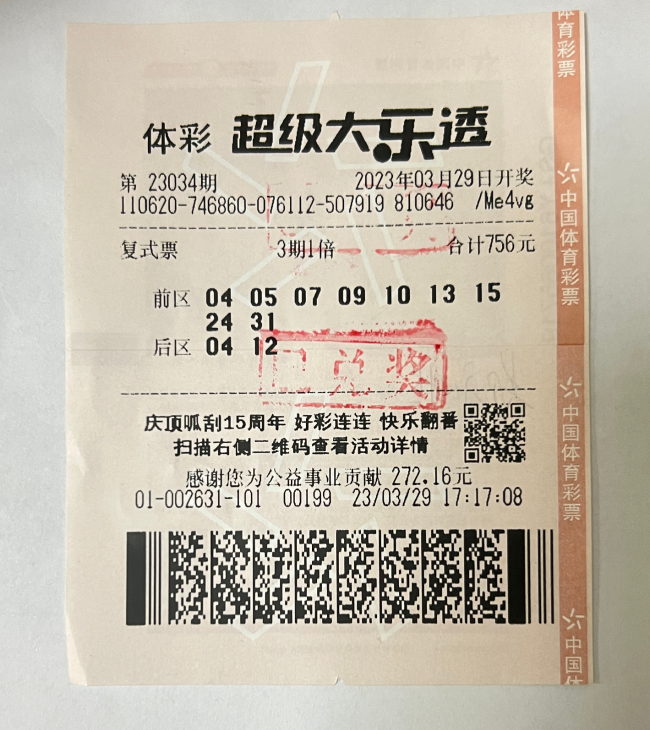 体彩 超级大乐透
第 23034期 2023年03月29日开奖
110620-746860-076112-507919 810646 /Me4vg
复式票 3期1倍 合计756元
前区 04 05 07 09 10 13 15
24 31
后区 04 12
已兑奖
庆顶呱刮15周年 好彩连连 快乐翻番
扫描右侧二维码查看活动详情
感谢您为公益事业贡献 272.16元
01-002631-101 00199 23/03/29 17:17:08
体育彩票
中国体育彩票
中国体育彩票
中国体